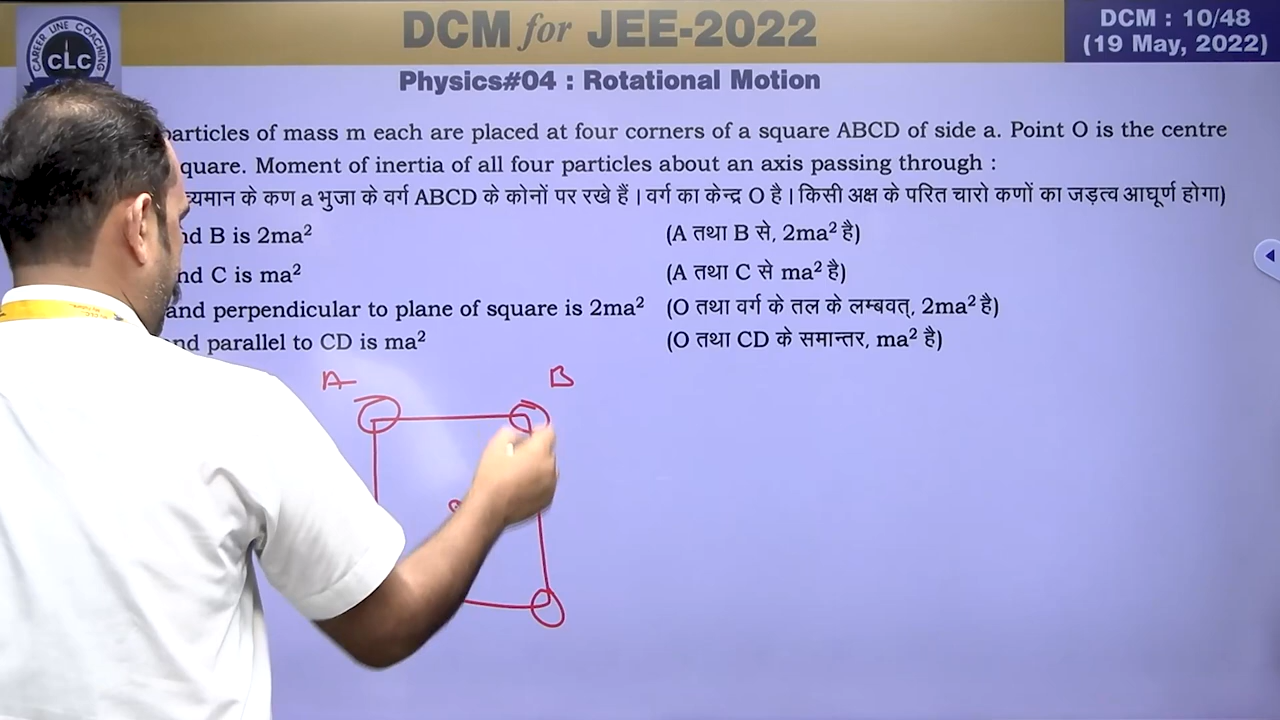 DCM for JEE-2022
DCM : 10/48
(19 May, 2022)
CAREER LINE COACHING
CLC
Physics#04 : Rotational Motion
particles of mass m each are placed at four corners of a square ABCD of side a. Point O is the centre
quare. Moment of inertia of all four particles about an axis passing through :
्यमान के कण a भुजा के वर्ग ABCD के कोनों पर रखे हैं। वर्ग का केन्द्र O है। किसी अक्ष के परित चारो कणों का जड़त्व आघूर्ण होगा)
nd B is 2ma² (A तथा B से, 2ma² है)
nd C is ma² (A तथा C से ma² है)
and perpendicular to plane of square is 2ma² (O तथा वर्ग के तल के लम्बवत्, 2ma² है)
nd parallel to CD is ma² (O तथा CD के समान्तर, ma² है)
A B